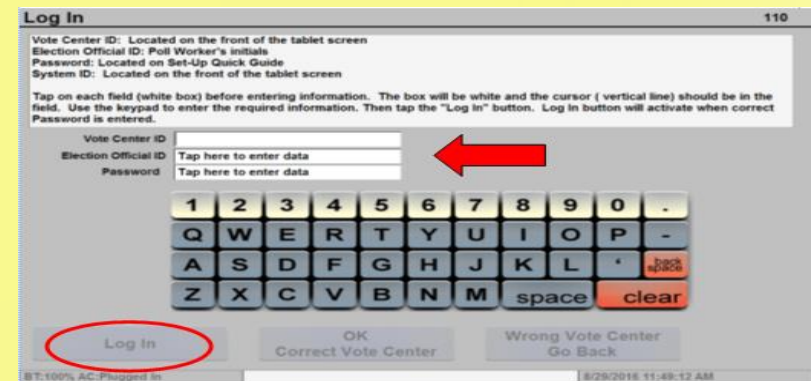 Log In 110
Vote Center ID: Located on the front of the tablet screen
Election Official ID: Poll Worker's initials
Password: Located on Set-Up Quick Guide
System ID: Located on the front of the tablet screen
Tap on each field (white box) before entering information. The box will be white and the cursor ( vertical line) should be in the
field. Use the keypad to enter the required information. Then tap the "Log In" button. Log In button will activate when correct
Password is entered.
Vote Center ID
Election Official ID Tap here to enter data
Password Tap here to enter data
1 2 3 4 5 6 7 8 9 0 .
Q W E R T Y U I O P -
A S D F G H J K L ' back space
Z X C V B N M space clear
Log In
OK
Correct Vote Center
Wrong Vote Center
Go Back
BT:100% AC:Plugged In 8/29/2016 11:49:12 AM